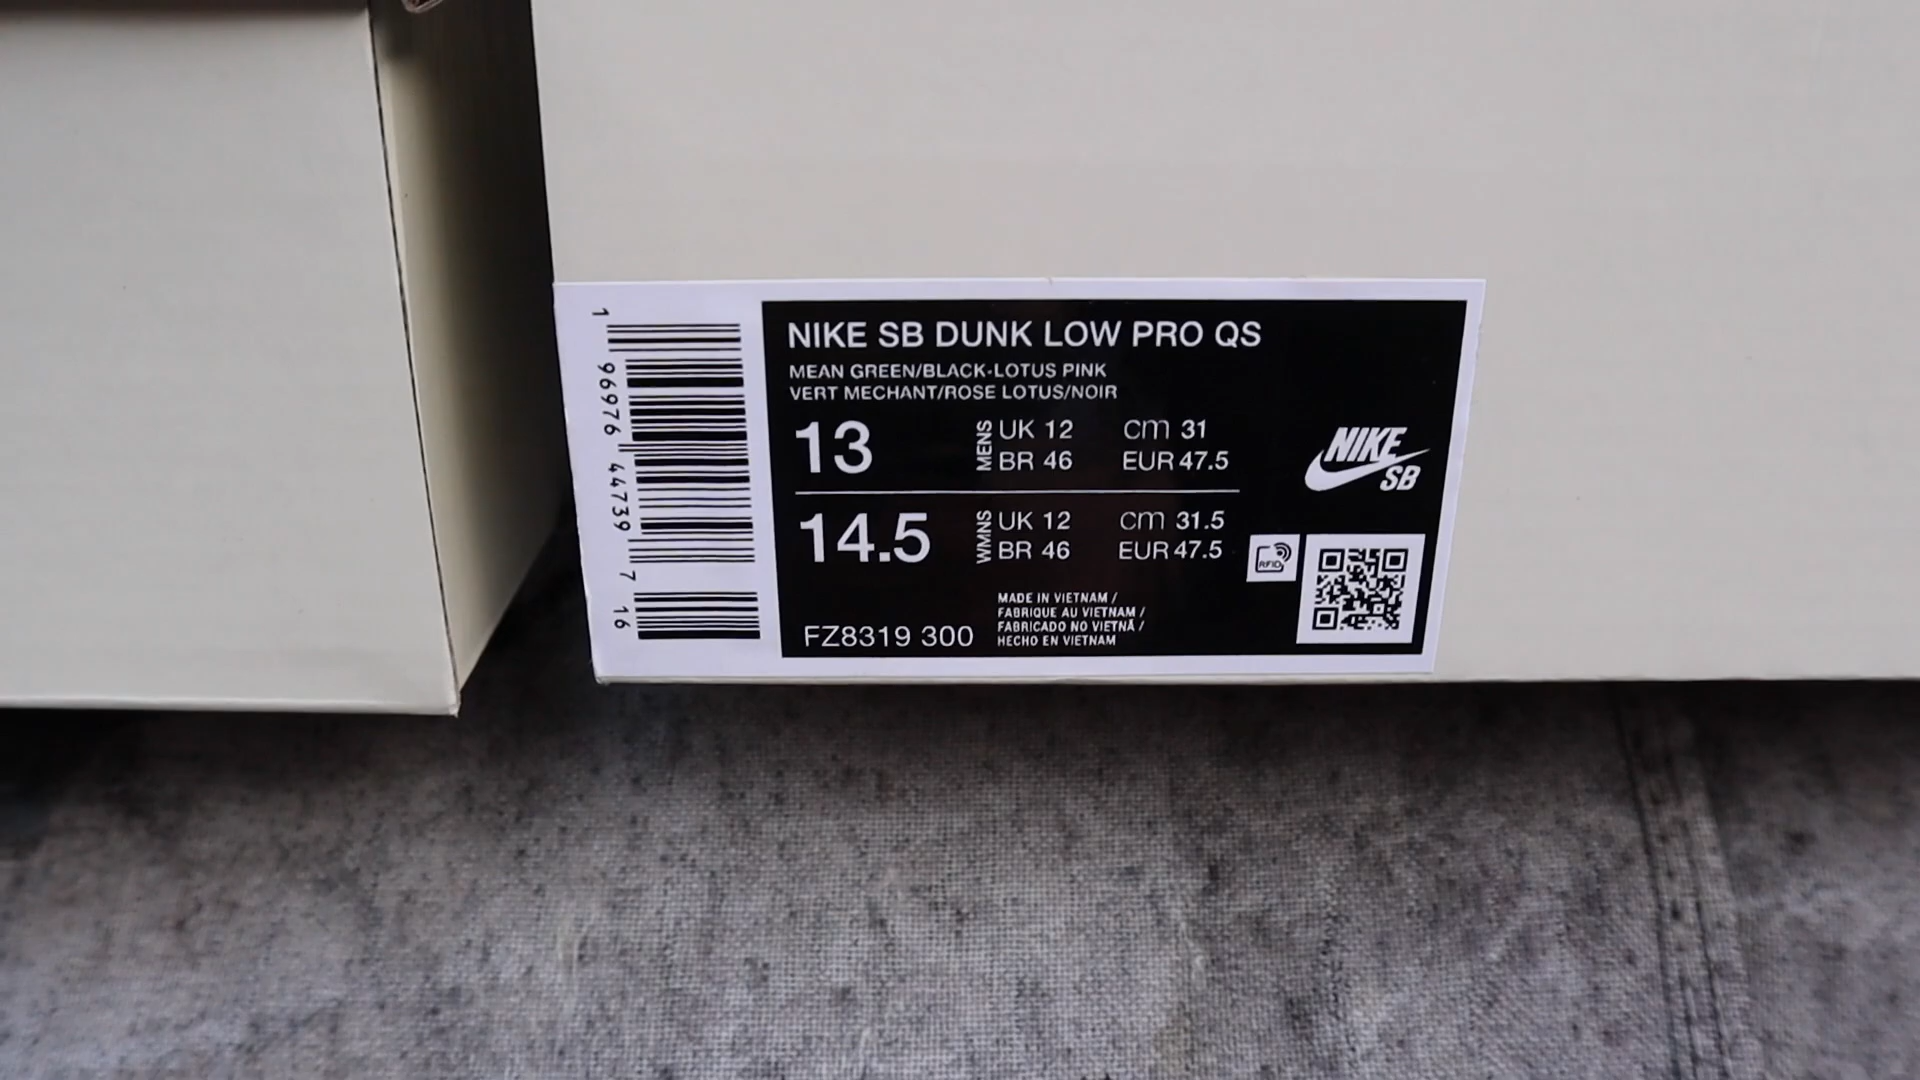 1 96976 44739 7 16
NIKE SB DUNK LOW PRO QS
MEAN GREEN/BLACK-LOTUS PINK
VERT MECHANT/ROSE LOTUS/NOIR
13 MENS UK 12 cm 31
BR 46 EUR 47.5
14.5 WMNS UK 12 cm 31.5
BR 46 EUR 47.5
NIKE SB
RFID
FZ8319 300
MADE IN VIETNAM /
FABRIQUE AU VIETNAM /
FABRICADO NO VIETNÃ /
HECHO EN VIETNAM